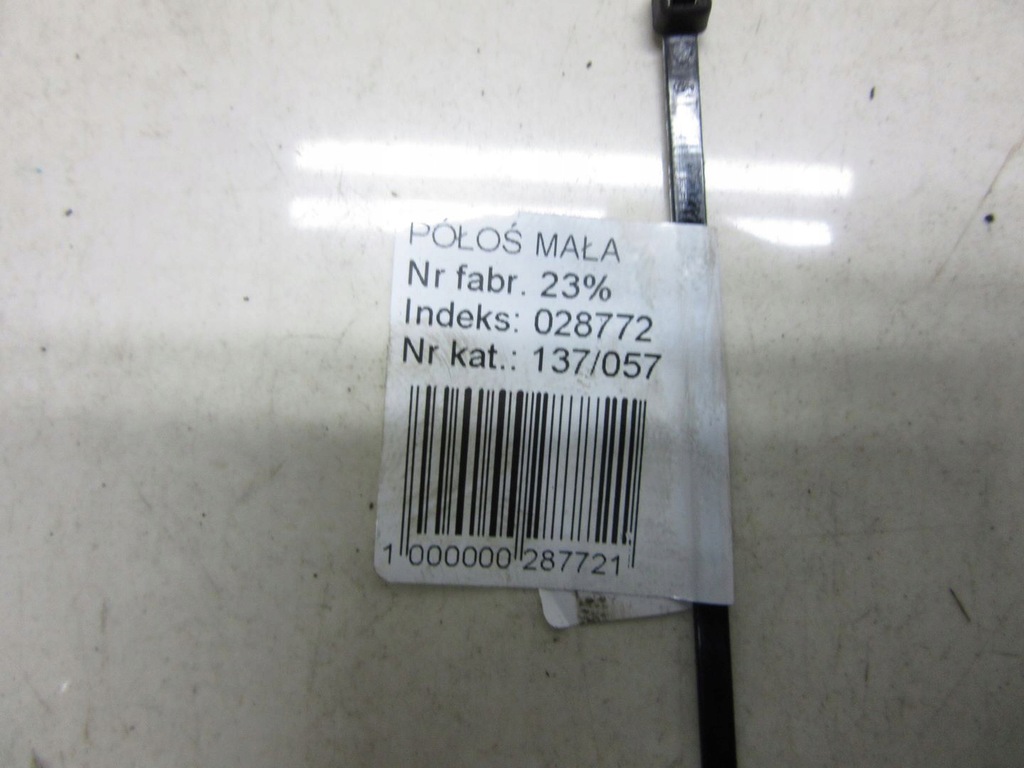 PÓŁOŚ MAŁA
Nr fabr. 23%
Indeks: 028772
Nr kat.: 137/057
1 000000 287721